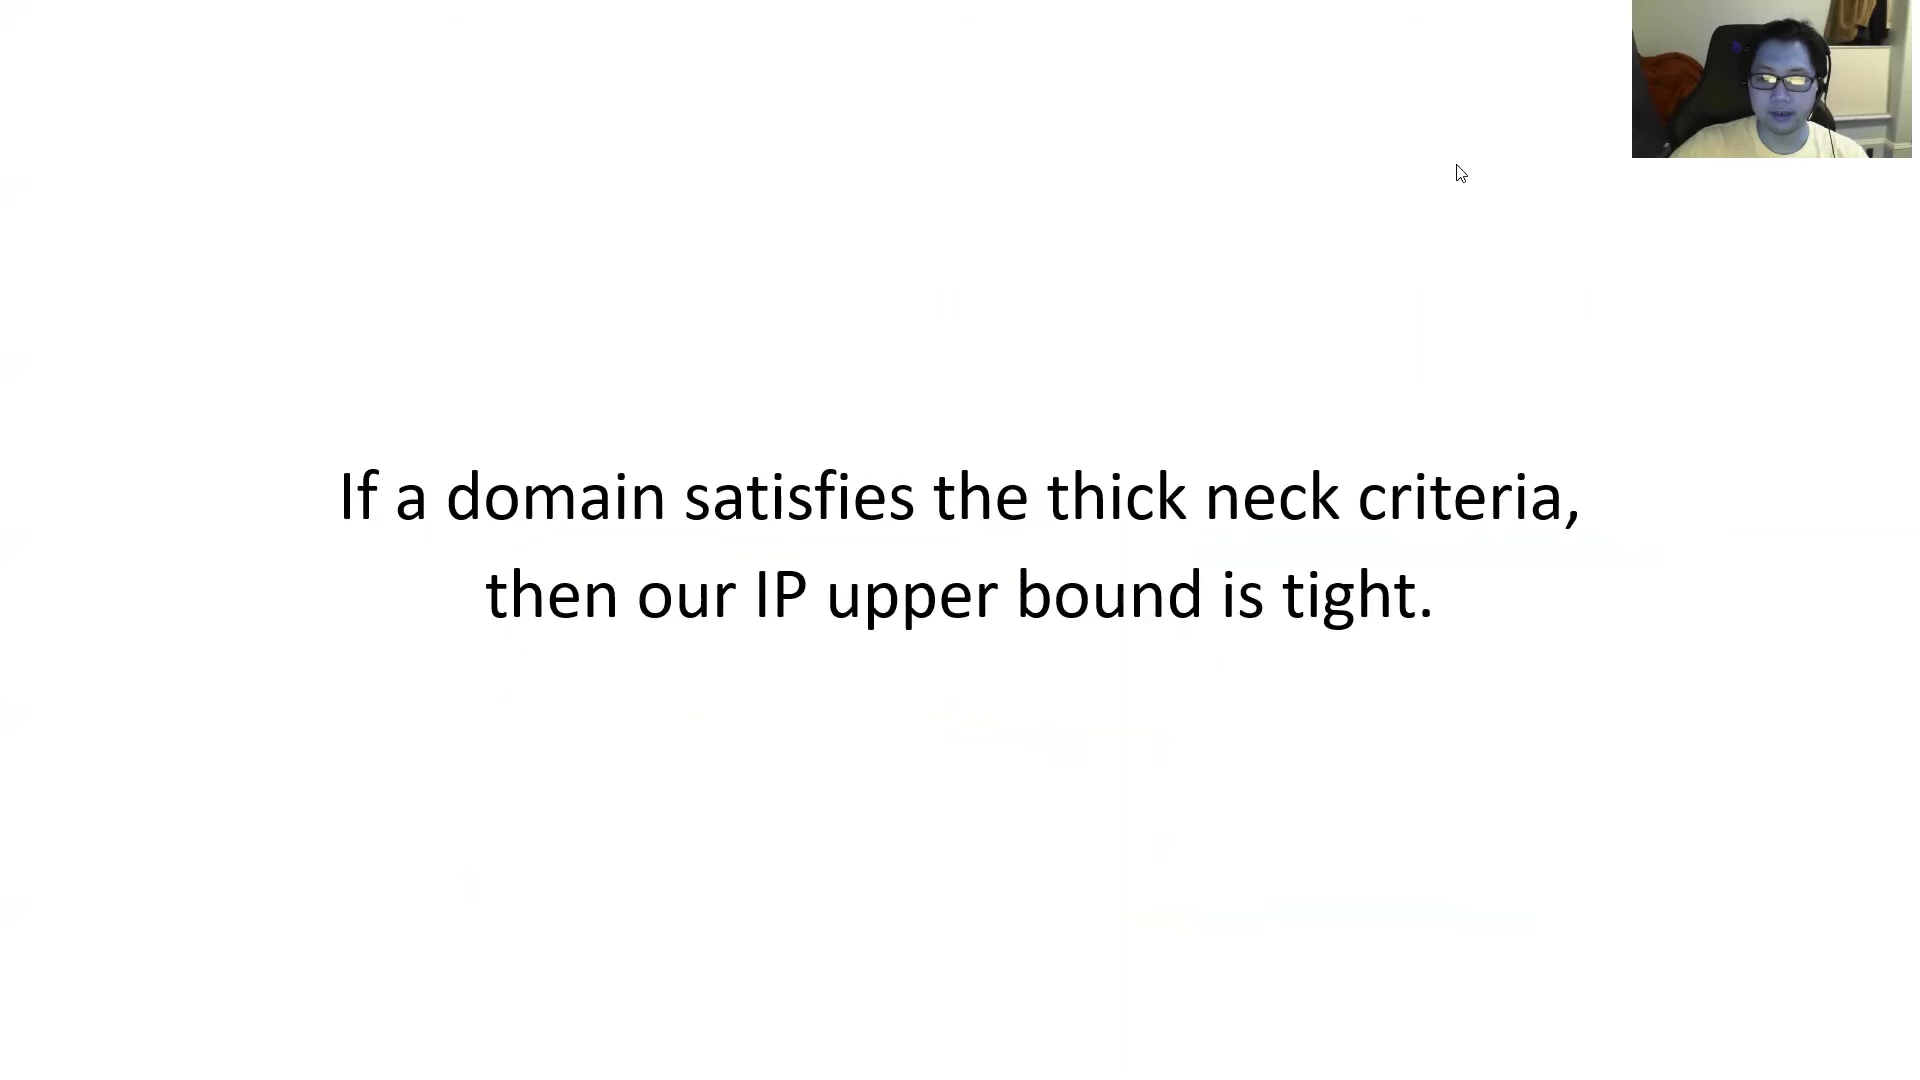 If a domain satisfies the thick neck criteria,
then our IP upper bound is tight.